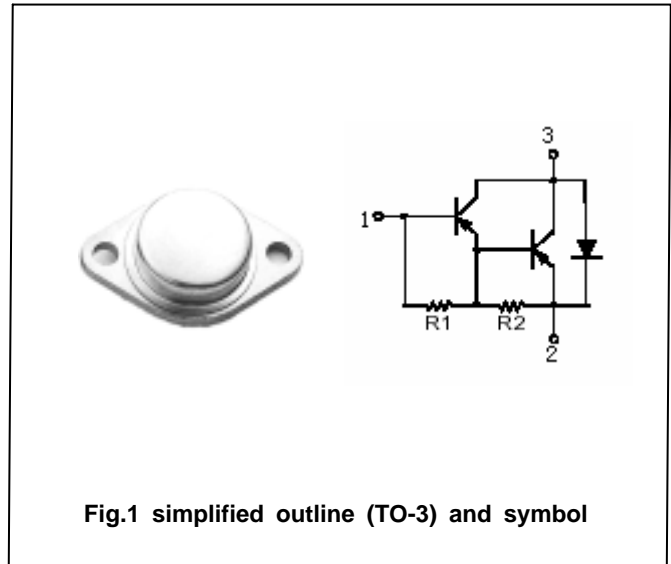 3
1
R1
R2
2
Fig.1 simplified outline (TO-3) and symbol